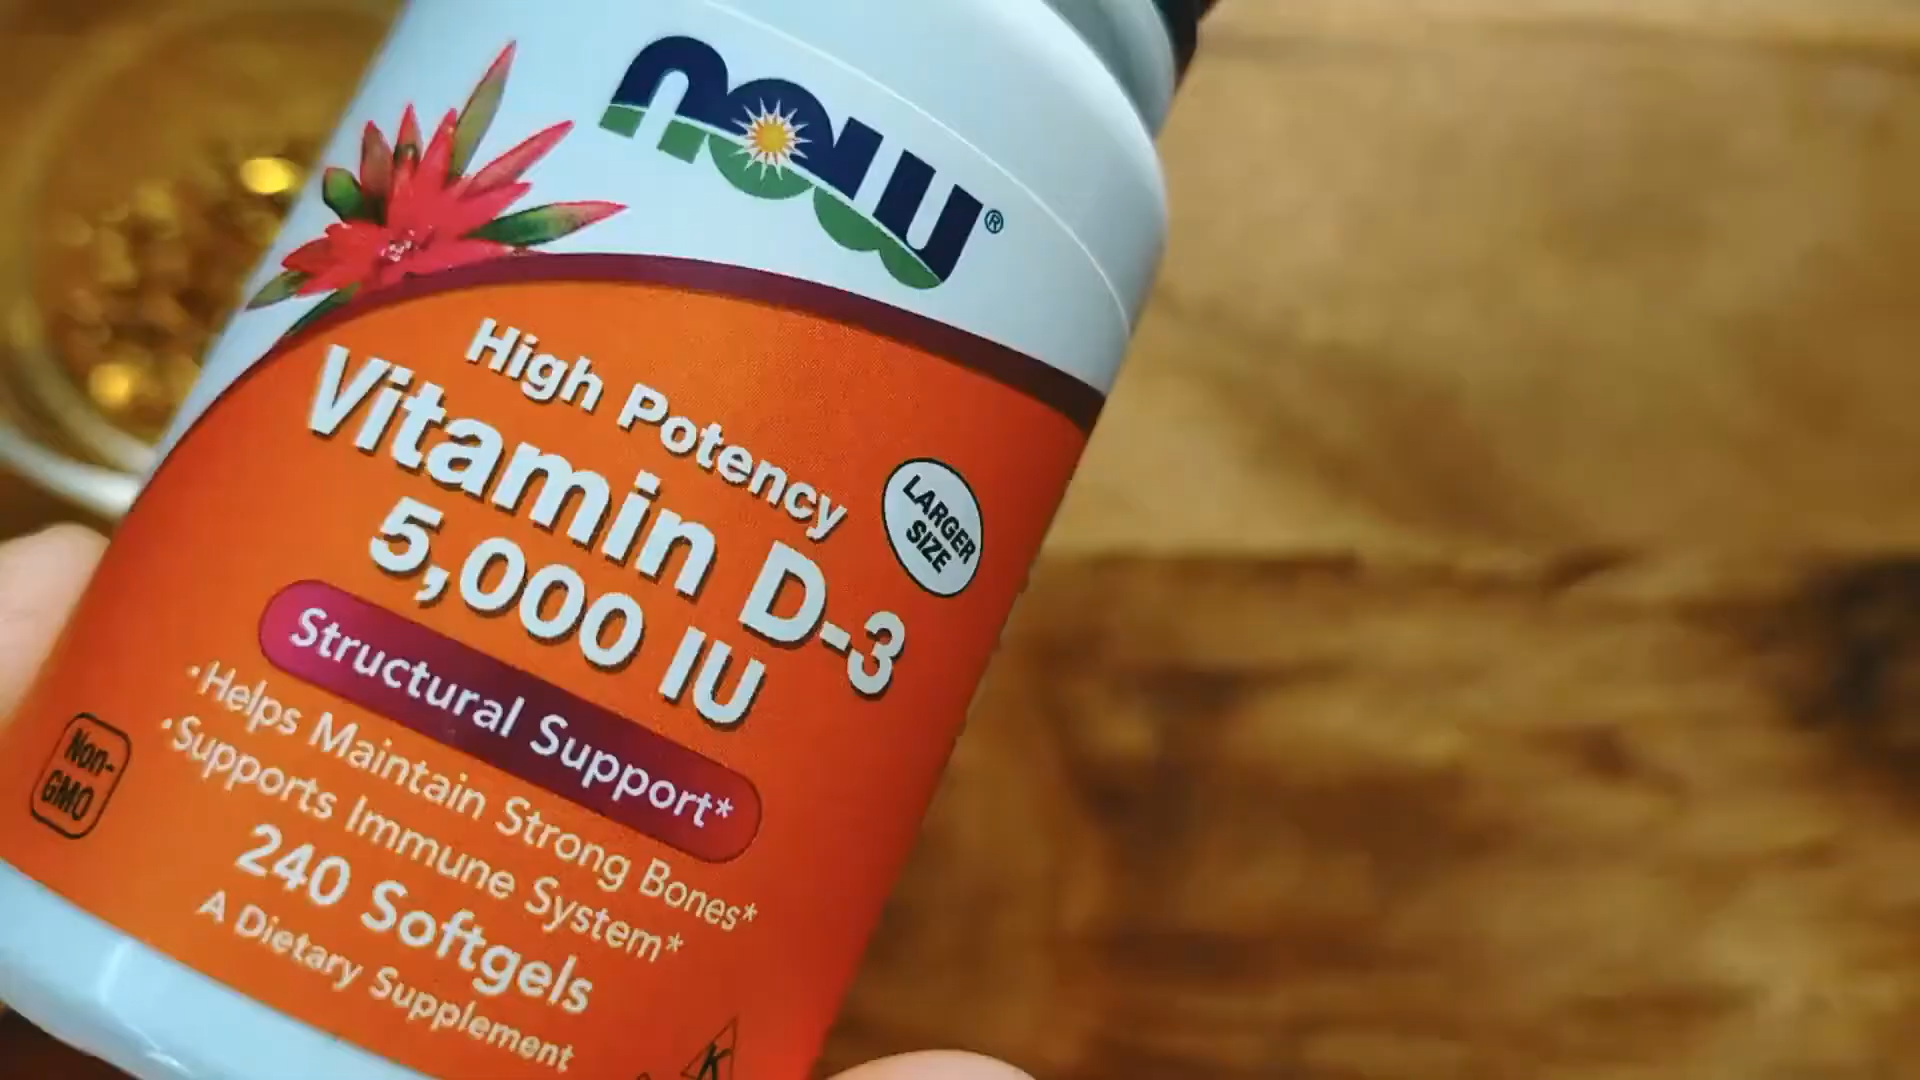 now®
High Potency
Vitamin D-3
5,000 IU
LARGER
SIZE
Structural Support*
•Helps Maintain Strong Bones*
•Supports Immune System*
Non-
GMO
240 Softgels
A Dietary Supplement
K